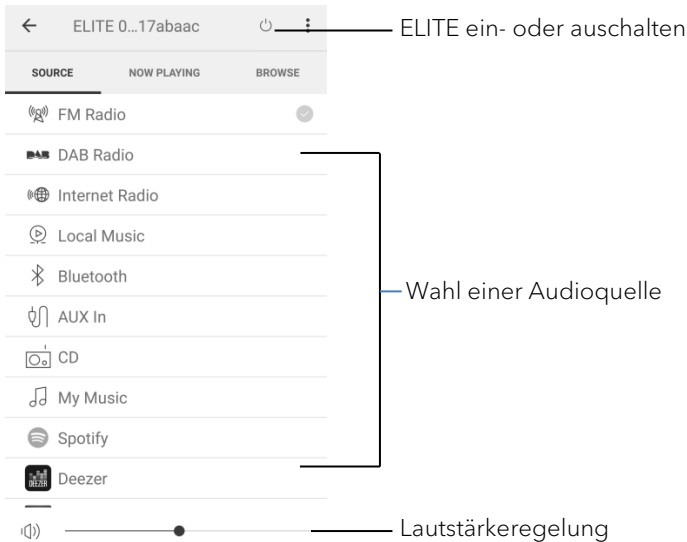 ELITE 0...17abaac
ELITE ein- oder auschalten
SOURCE NOW PLAYING BROWSE
FM Radio
DAB DAB Radio
Internet Radio
Local Music
Wahl einer Audioquelle
Bluetooth
AUX In
CD
My Music
Spotify
DEEZER Deezer
Lautstärkeregelung